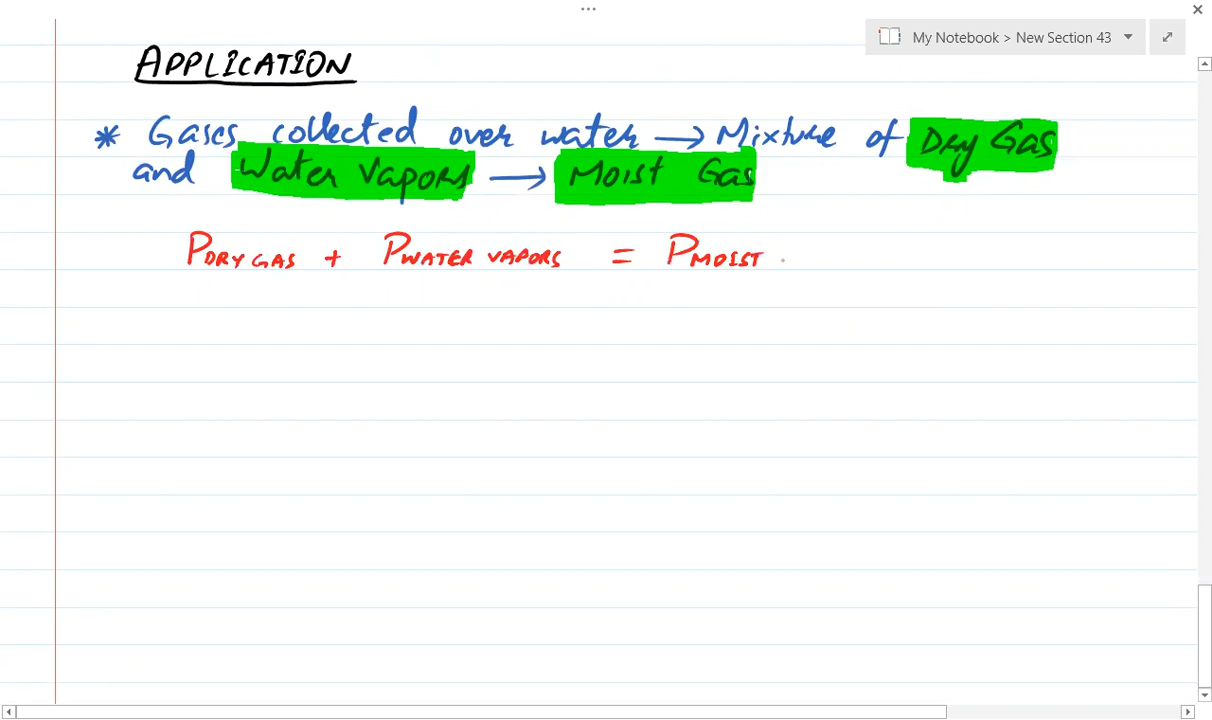 My Notebook > New Section 43
APPLICATION
* Gases collected over water → Mixture of Dry Gas
and Water Vapors → Moist Gas
PDRY GAS + PWATER VAPORS = PMOIST